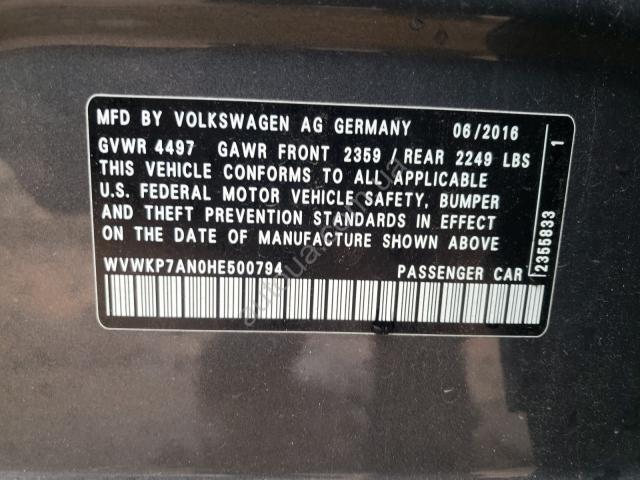 MFD BY VOLKSWAGEN AG GERMANY 06/2016
GVWR 4497 GAWR FRONT 2359 / REAR 2249 LBS
THIS VEHICLE CONFORMS TO ALL APPLICABLE
U.S. FEDERAL MOTOR VEHICLE SAFETY, BUMPER
AND THEFT PREVENTION STANDARDS IN EFFECT
ON THE DATE OF MANUFACTURE SHOWN ABOVE
WVWKP7AN0HE500794 PASSENGER CAR
12355833 1